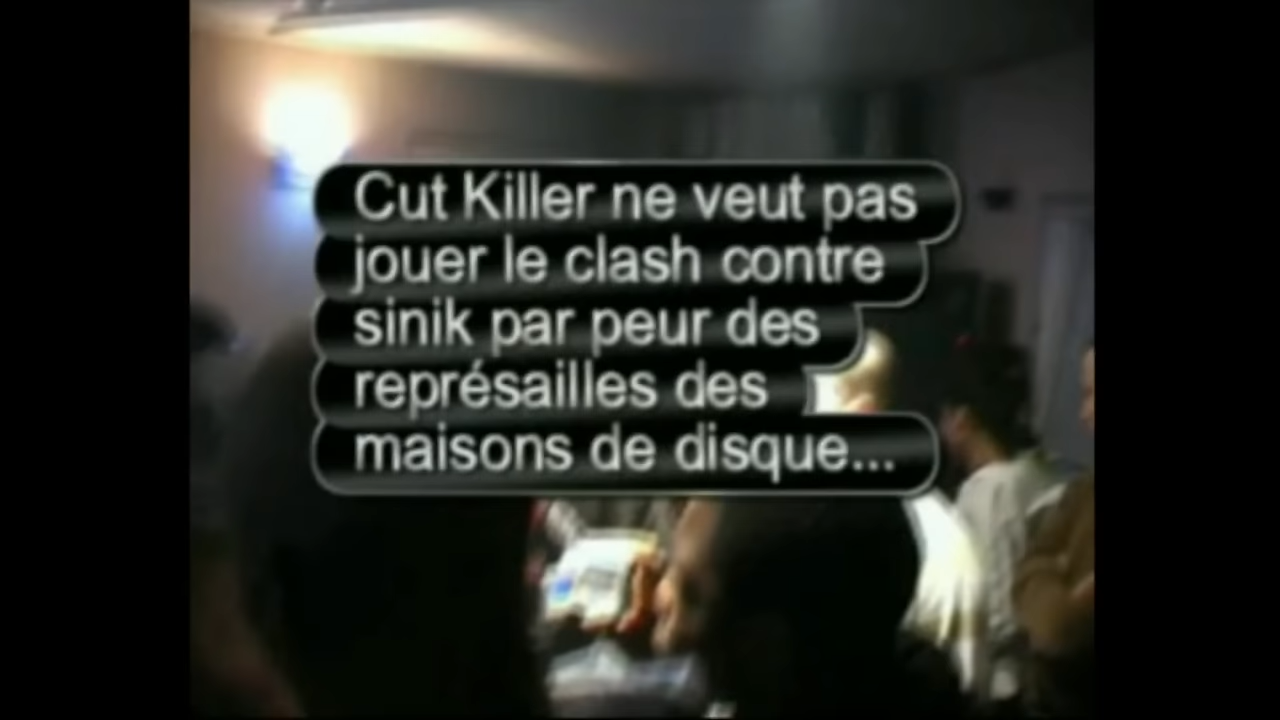 Cut Killer ne veut pas
jouer le clash contre
sinik par peur des
représailles des
maisons de disque...